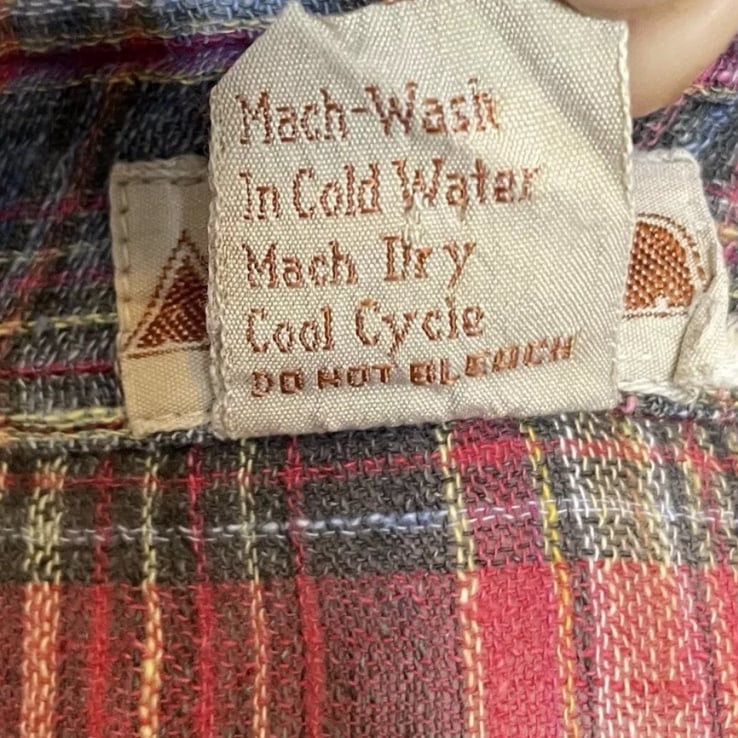 Mach-Wash
In Cold Water
Mach Dry
Cool Cycle
DO NOT BLEACH